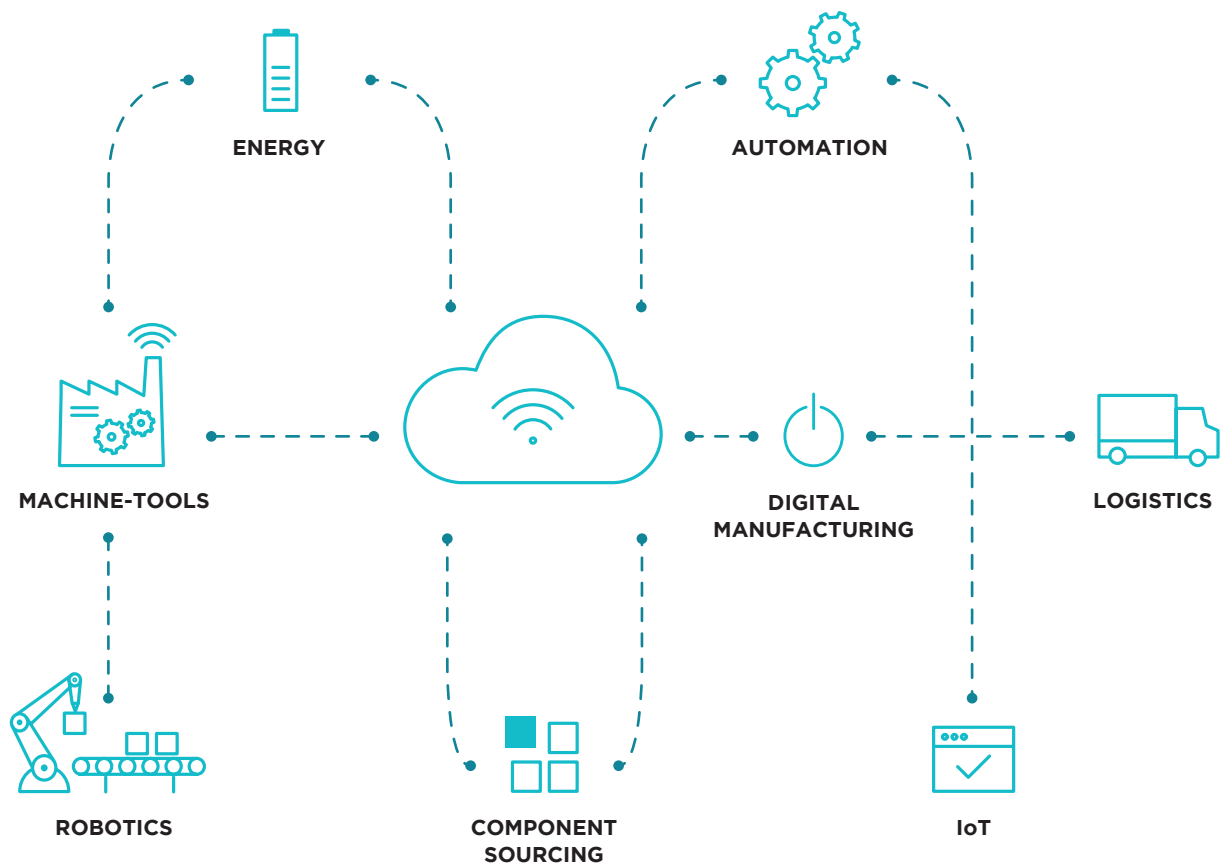 ENERGY
AUTOMATION
MACHINE-TOOLS
DIGITAL
MANUFACTURING
LOGISTICS
ROBOTICS
COMPONENT
SOURCING
IoT